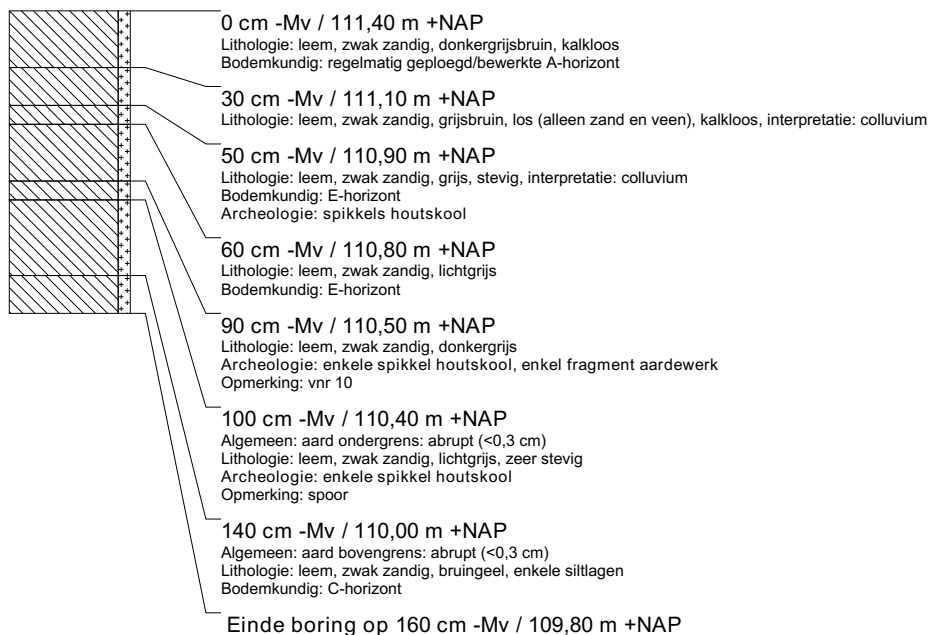 0 cm -Mv / 111,40 m +NAP
Lithologie: leem, zwak zandig, donkergrijsbruin, kalkloos
Bodemkundig: regelmatig geploegd/bewerkte A-horizont
30 cm -Mv / 111,10 m +NAP
Lithologie: leem, zwak zandig, grijsbruin, los (alleen zand en veen), kalkloos, interpretatie: colluvium
50 cm -Mv / 110,90 m +NAP
Lithologie: leem, zwak zandig, grijs, stevig, interpretatie: colluvium
Bodemkundig: E-horizont
Archeologie: spikkels houtskool
60 cm -Mv / 110,80 m +NAP
Lithologie: leem, zwak zandig, lichtgrijs
Bodemkundig: E-horizont
90 cm -Mv / 110,50 m +NAP
Lithologie: leem, zwak zandig, donkergrijs
Archeologie: enkele spikkel houtskool, enkel fragment aardewerk
Opmerking: vnr 10
100 cm -Mv / 110,40 m +NAP
Algemeen: aard ondergrens: abrupt (<0,3 cm)
Lithologie: leem, zwak zandig, lichtgrijs, zeer stevig
Archeologie: enkele spikkel houtskool
Opmerking: spoor
140 cm -Mv / 110,00 m +NAP
Algemeen: aard bovengrens: abrupt (<0,3 cm)
Lithologie: leem, zwak zandig, bruingeel, enkele siltlagen
Bodemkundig: C-horizont
Einde boring op 160 cm -Mv / 109,80 m +NAP